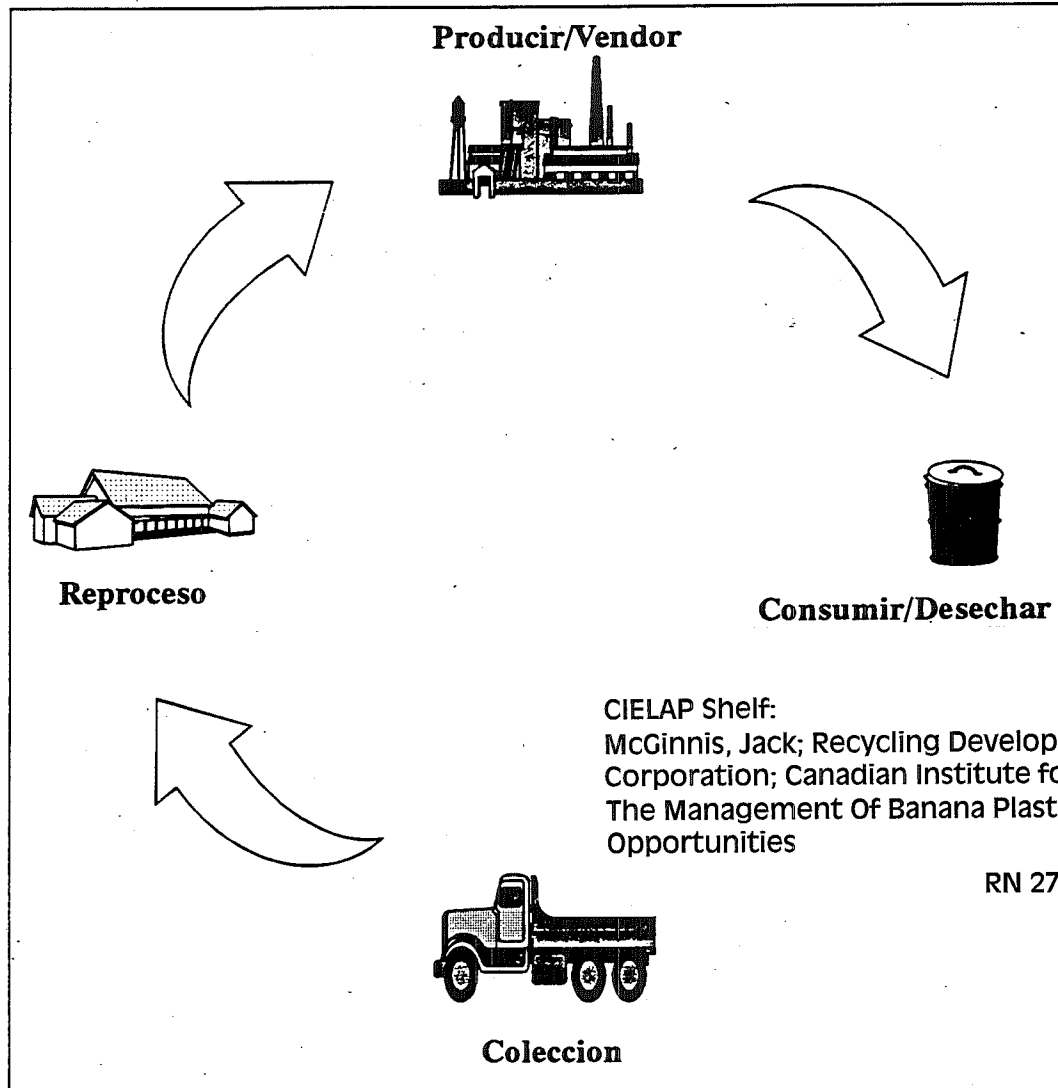 Producir/Vendor
Reproceso
Consumir/Desechar
CIELAP Shelf:
McGinnis, Jack; Recycling Develop
Corporation; Canadian Institute fo
The Management Of Banana Plast
Opportunities
RN 27
Coleccion